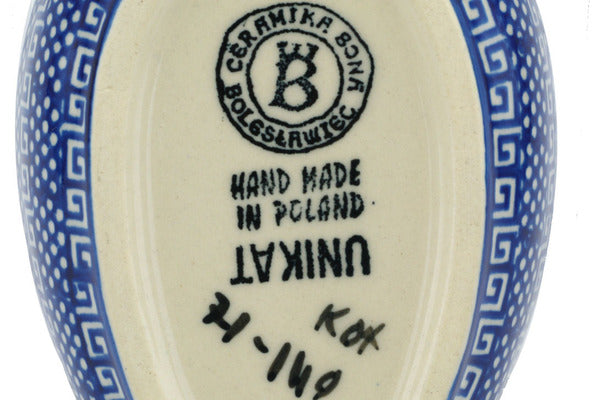 CERAMIKA BONA
BOLESŁAWIEC
B
HAND MADE
IN POLAND
UNIKAT
KOX